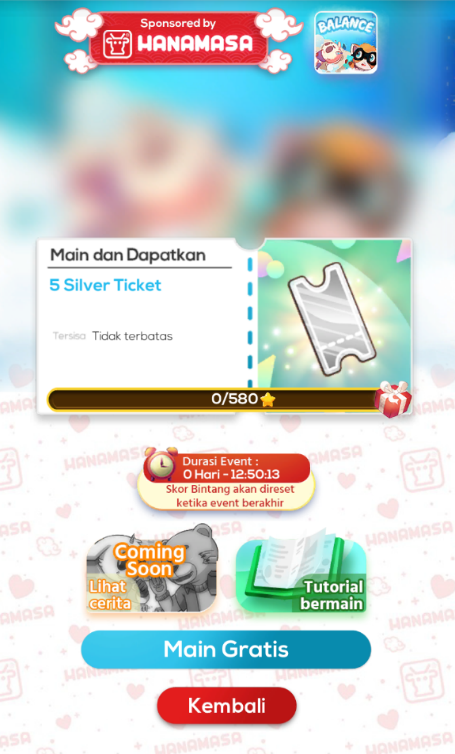 Sponsored by
HANAMASA
BALANCE
Main dan Dapatkan
5 Silver Ticket
Tersisa Tidak terbatas
0/580
Durasi Event :
0 Hari - 12:50:13
Skor Bintang akan direset
ketika event berakhir
Coming
Soon
Lihat
cerita
Tutorial
bermain
Main Gratis
Kembali
HANAMASA